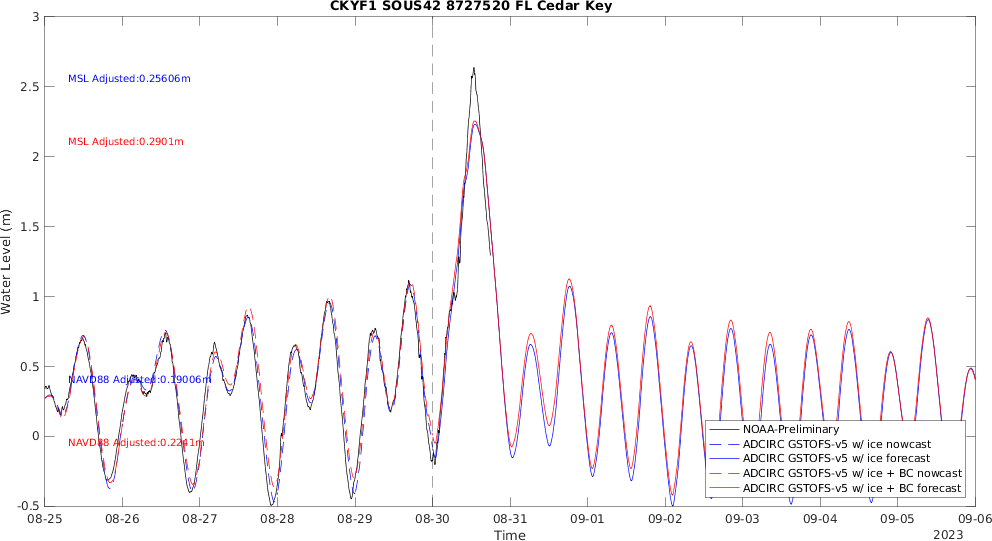 CKYF1 SOUS42 8727520 FL Cedar Key
3
2.5
2
1.5
1
0.5
0
-0.5
Water Level (m)
MSL Adjusted:0.25606m
MSL Adjusted:0.2901m
NAVD88 Adjusted:0.19006m
NAVD88 Adjusted:0.2241m
NOAA-Preliminary
ADCIRC GSTOFS-v5 w/ ice nowcast
ADCIRC GSTOFS-v5 w/ ice forecast
ADCIRC GSTOFS-v5 w/ ice + BC nowcast
ADCIRC GSTOFS-v5 w/ ice + BC forecast
08-25 08-26 08-27 08-28 08-29 08-30 08-31 09-01 09-02 09-03 09-04 09-05 09-06
Time
2023